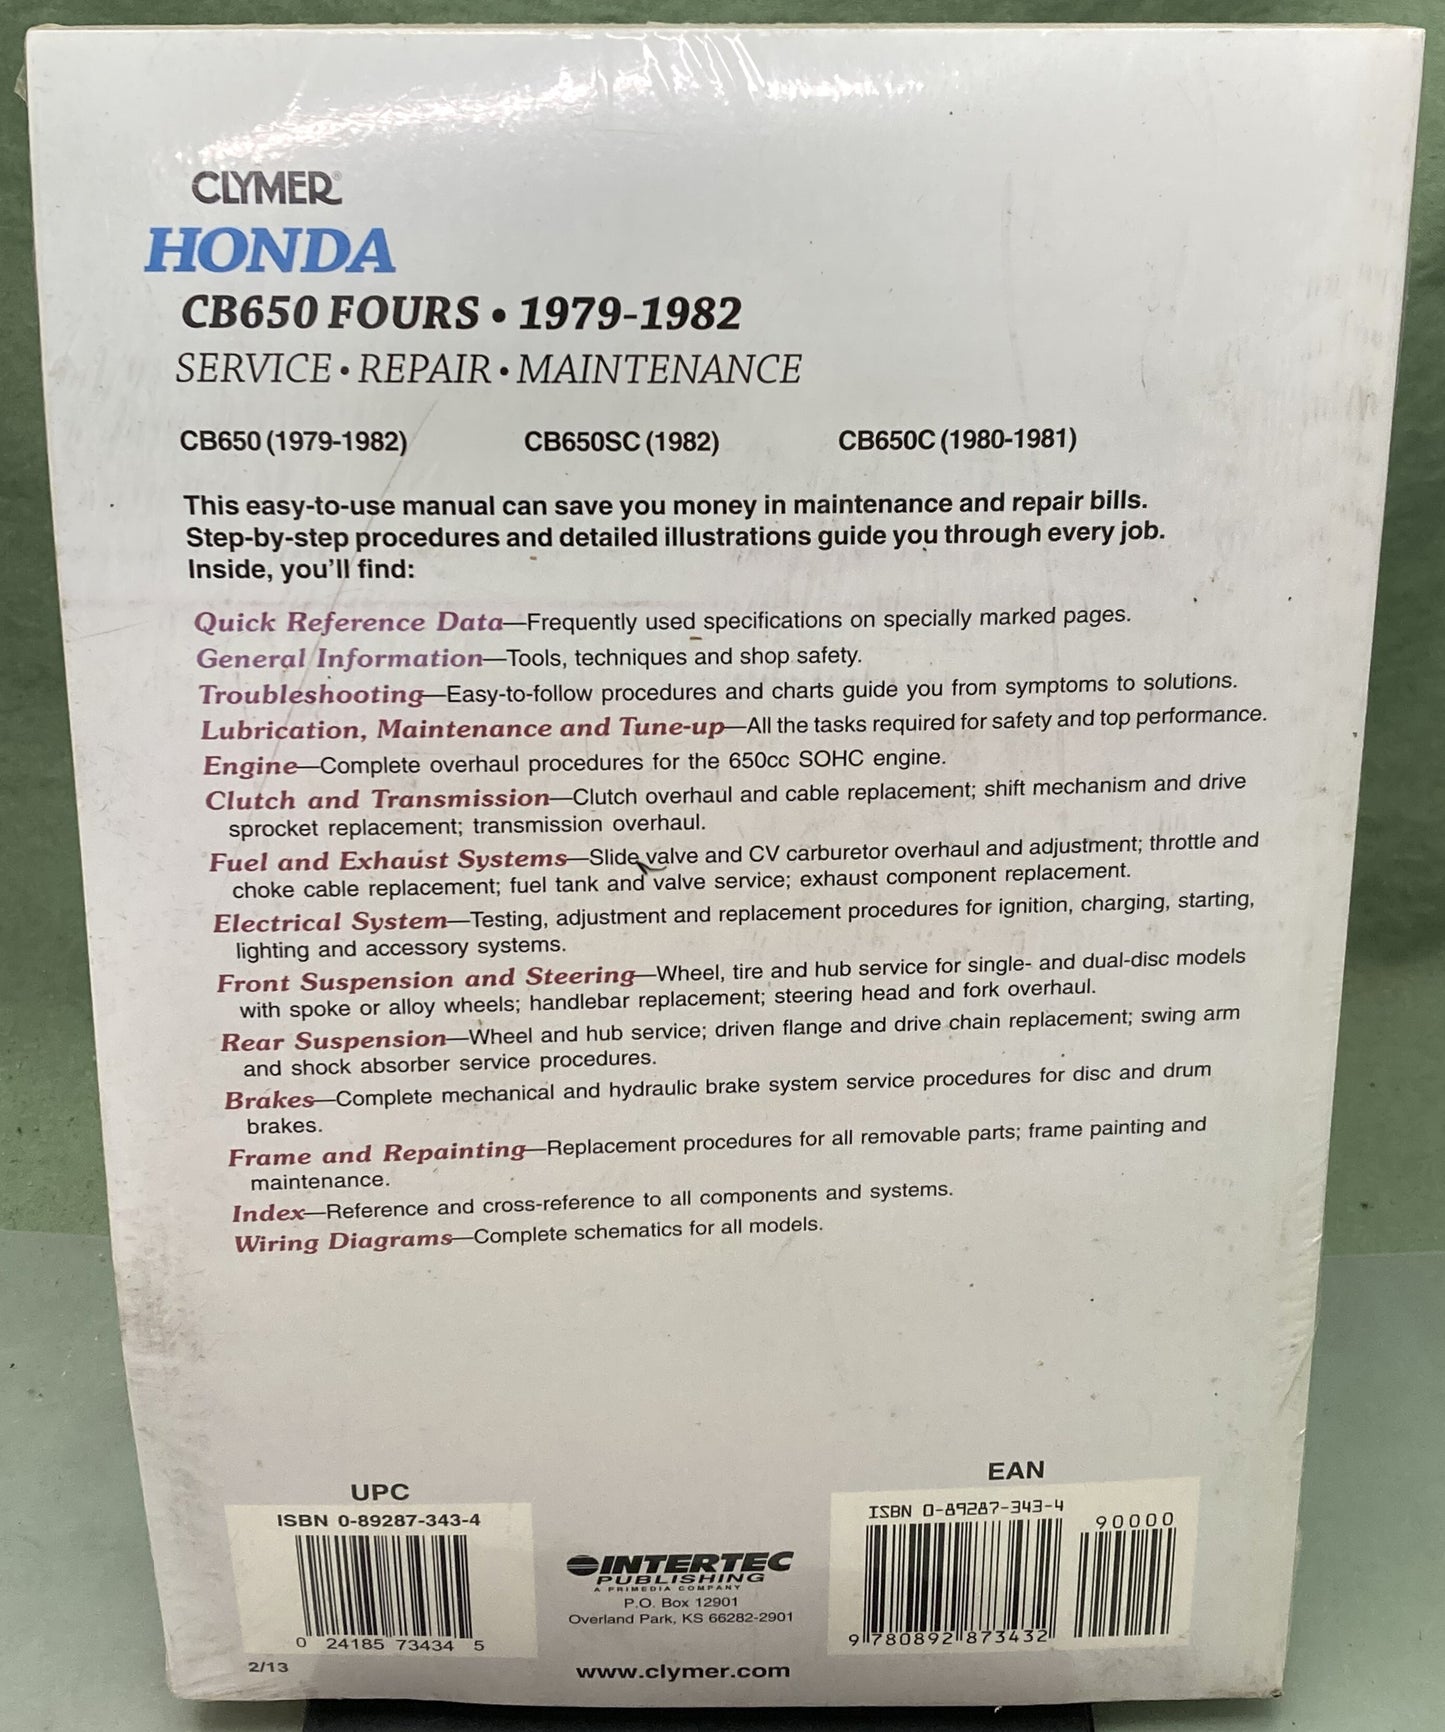 CLYMER®
HONDA
CB650 FOURS • 1979-1982
SERVICE • REPAIR • MAINTENANCE
CB650 (1979-1982) CB650SC (1982) CB650C (1980-1981)
This easy-to-use manual can save you money in maintenance and repair bills.
Step-by-step procedures and detailed illustrations guide you through every job.
Inside, you'll find:
Quick Reference Data—Frequently used specifications on specially marked pages.
General Information—Tools, techniques and shop safety.
Troubleshooting—Easy-to-follow procedures and charts guide you from symptoms to solutions.
Lubrication, Maintenance and Tune-up—All the tasks required for safety and top performance.
Engine—Complete overhaul procedures for the 650cc SOHC engine.
Clutch and Transmission—Clutch overhaul and cable replacement; shift mechanism and drive
sprocket replacement; transmission overhaul.
Fuel and Exhaust Systems—Slide valve and CV carburetor overhaul and adjustment; throttle and
choke cable replacement; fuel tank and valve service; exhaust component replacement.
Electrical System—Testing, adjustment and replacement procedures for ignition, charging, starting,
lighting and accessory systems.
Front Suspension and Steering—Wheel, tire and hub service for single- and dual-disc models
with spoke or alloy wheels; handlebar replacement; steering head and fork overhaul.
Rear Suspension—Wheel and hub service; driven flange and drive chain replacement; swing arm
and shock absorber service procedures.
Brakes—Complete mechanical and hydraulic brake system service procedures for disc and drum
brakes.
Frame and Repainting—Replacement procedures for all removable parts; frame painting and
maintenance.
Index—Reference and cross-reference to all components and systems.
Wiring Diagrams—Complete schematics for all models.
UPC
ISBN 0-89287-343-4
0 24185 73434 5
2/13
INTERTEC
PUBLISHING
A PRIMEDIA COMPANY
P.O. Box 12901
Overland Park, KS 66282-2901
www.clymer.com
EAN
ISBN 0-89287-343-4
90000
9 780892 873432